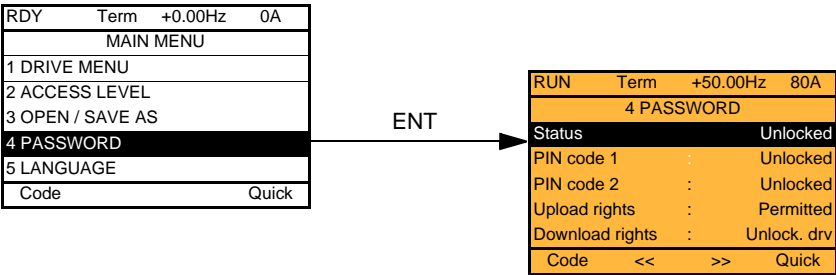 RDY Term +0.00Hz 0A
MAIN MENU
1 DRIVE MENU
2 ACCESS LEVEL
3 OPEN / SAVE AS
4 PASSWORD
5 LANGUAGE
Code Quick
ENT
RUN Term +50.00Hz 80A
4 PASSWORD
Status Unlocked
PIN code 1 : Unlocked
PIN code 2 : Unlocked
Upload rights : Permitted
Download rights : Unlock. drv
Code << >> Quick